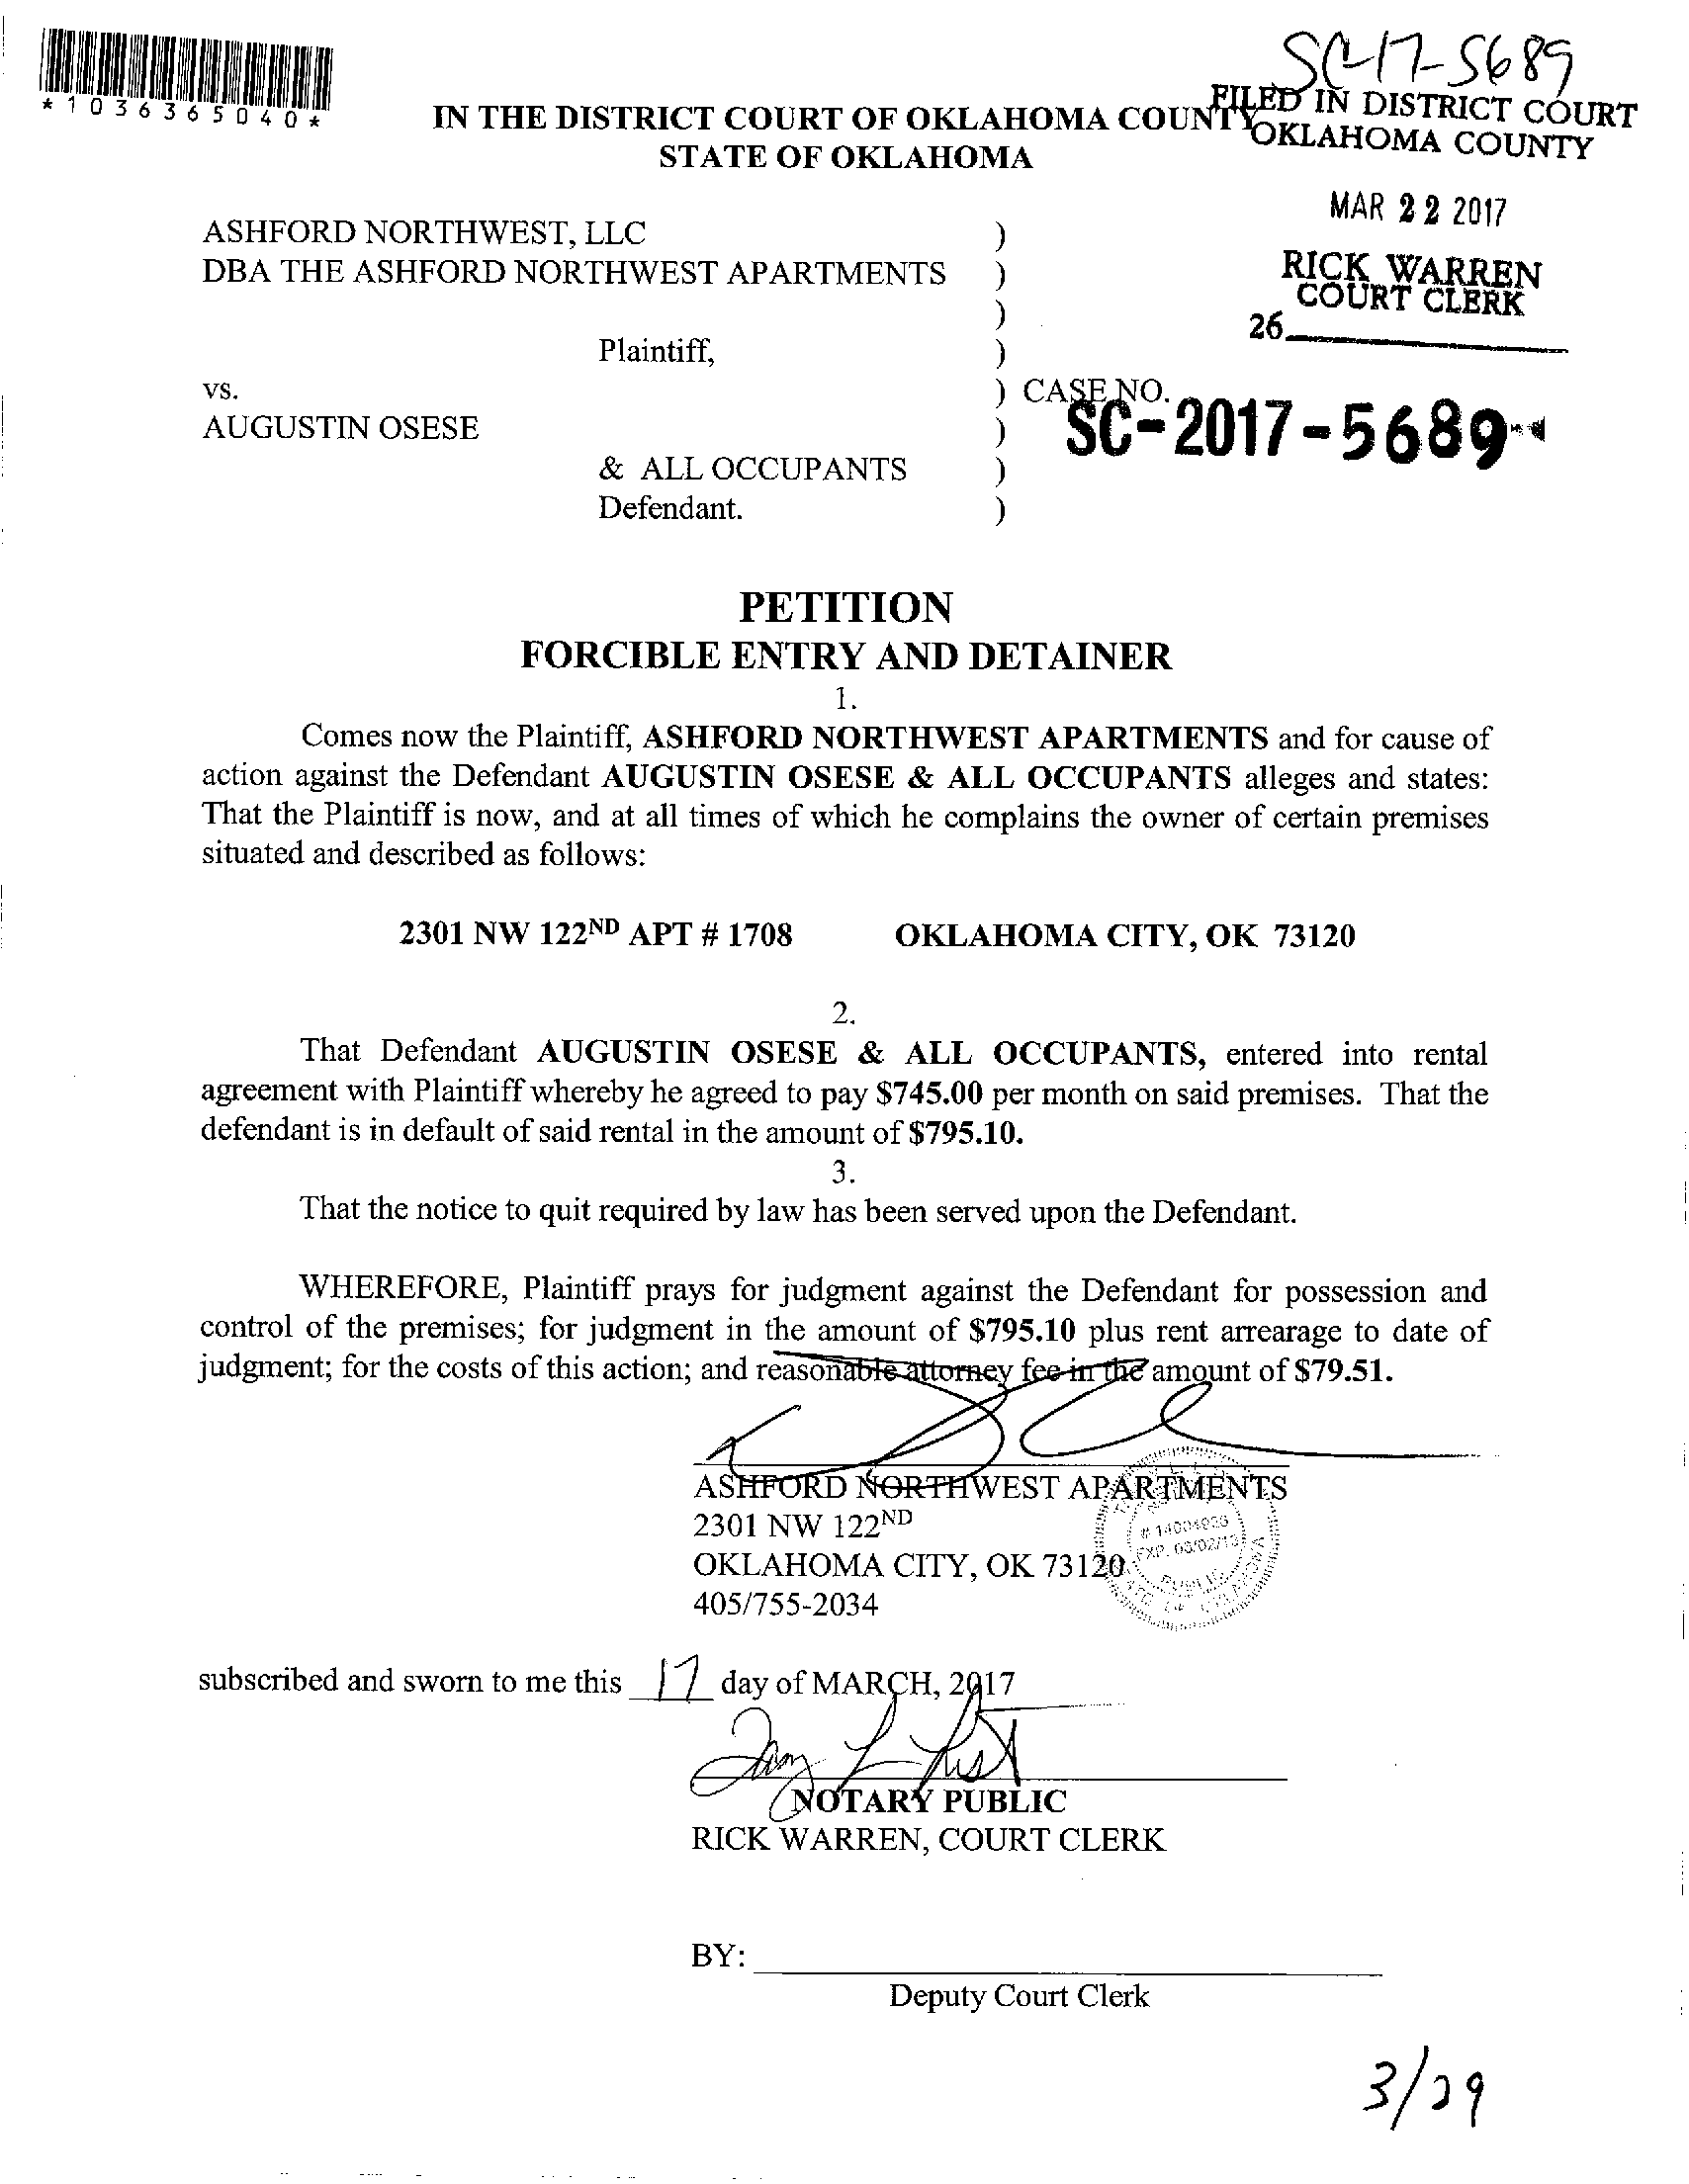 SC-17-5689
*1036365040*
FILED IN DISTRICT COURT
OKLAHOMA COUNTY
IN THE DISTRICT COURT OF OKLAHOMA COUNTY
STATE OF OKLAHOMA
MAR 22 2017
RICK WARREN
COURT CLERK
26
ASHFORD NORTHWEST, LLC )
DBA THE ASHFORD NORTHWEST APARTMENTS )
)
Plaintiff, )
vs. ) CASE NO.
SC-2017-5689
AUGUSTIN OSESE )
& ALL OCCUPANTS )
Defendant. )
PETITION
FORCIBLE ENTRY AND DETAINER
1.
Comes now the Plaintiff, ASHFORD NORTHWEST APARTMENTS and for cause of
action against the Defendant AUGUSTIN OSESE & ALL OCCUPANTS alleges and states:
That the Plaintiff is now, and at all times of which he complains the owner of certain premises
situated and described as follows:
2301 NW 122ND APT # 1708 OKLAHOMA CITY, OK 73120
2.
That Defendant AUGUSTIN OSESE & ALL OCCUPANTS, entered into rental
agreement with Plaintiff whereby he agreed to pay $745.00 per month on said premises. That the
defendant is in default of said rental in the amount of $795.10.
3.
That the notice to quit required by law has been served upon the Defendant.
WHEREFORE, Plaintiff prays for judgment against the Defendant for possession and
control of the premises; for judgment in the amount of $795.10 plus rent arrearage to date of
judgment; for the costs of this action; and reasonable attorney fee in the amount of $79.51.
ASHFORD NORTHWEST APARTMENTS
2301 NW 122ND
OKLAHOMA CITY, OK 73120
405/755-2034
PUBLIC
subscribed and sworn to me this 17 day of MARCH, 2017
NOTARY PUBLIC
RICK WARREN, COURT CLERK
BY:
Deputy Court Clerk
3/29